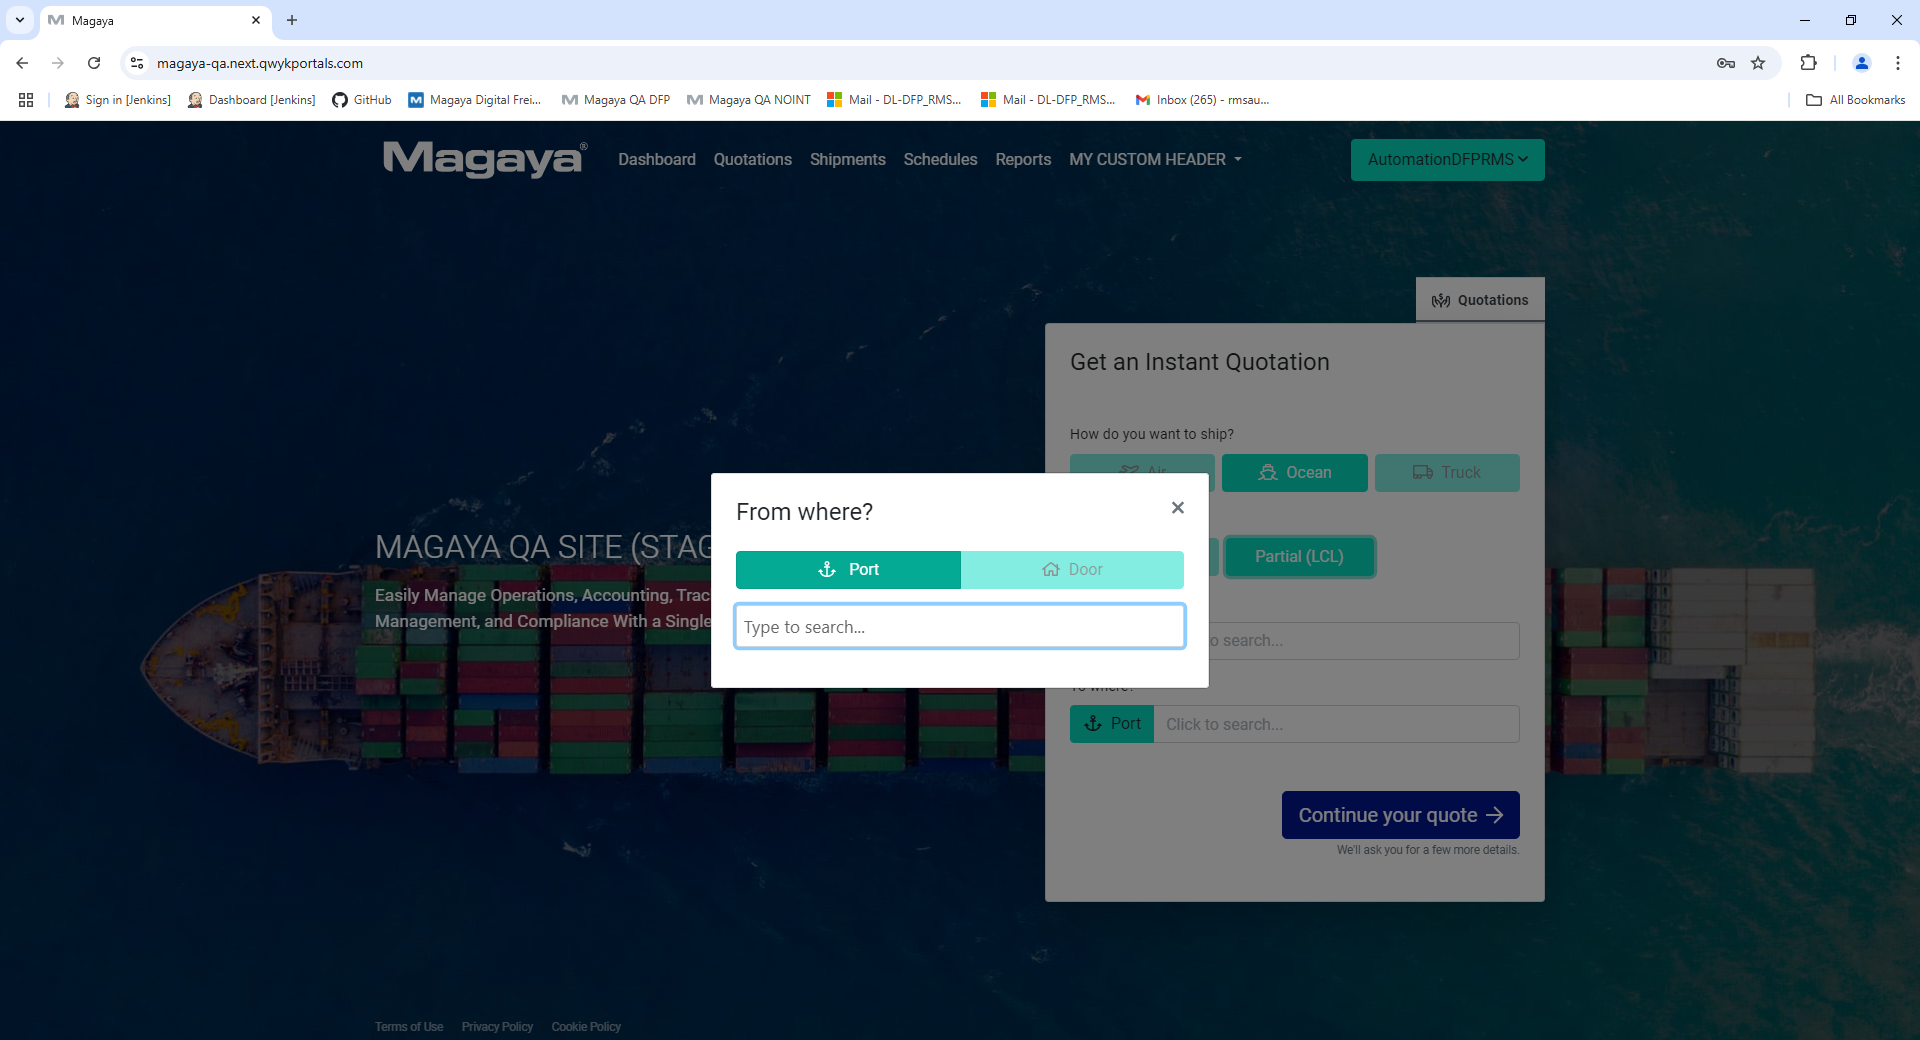 Magaya
magaya-qa.next.qwykportals.com
Sign in [Jenkins]
Dashboard [Jenkins]
GitHub
Magaya Digital Frei...
Magaya QA DFP
Magaya QA NOINT
Mail - DL-DFP_RMS...
Mail - DL-DFP_RMS...
Inbox (265) - rmsau...
All Bookmarks
Magaya®
Dashboard
Quotations
Shipments
Schedules
Reports
MY CUSTOM HEADER
AutomationDFPRMS
Quotations
Get an Instant Quotation
How do you want to ship?
Air
Ocean
Truck
Partial (LCL)
MAGAYA QA SITE (STAG
Easily Manage Operations, Accounting, Trac
Management, and Compliance With a Single
From where?
Port
Door
Type to search...
o search...
To where?
Port
Click to search...
Continue your quote
We'll ask you for a few more details.
Terms of Use
Privacy Policy
Cookie Policy